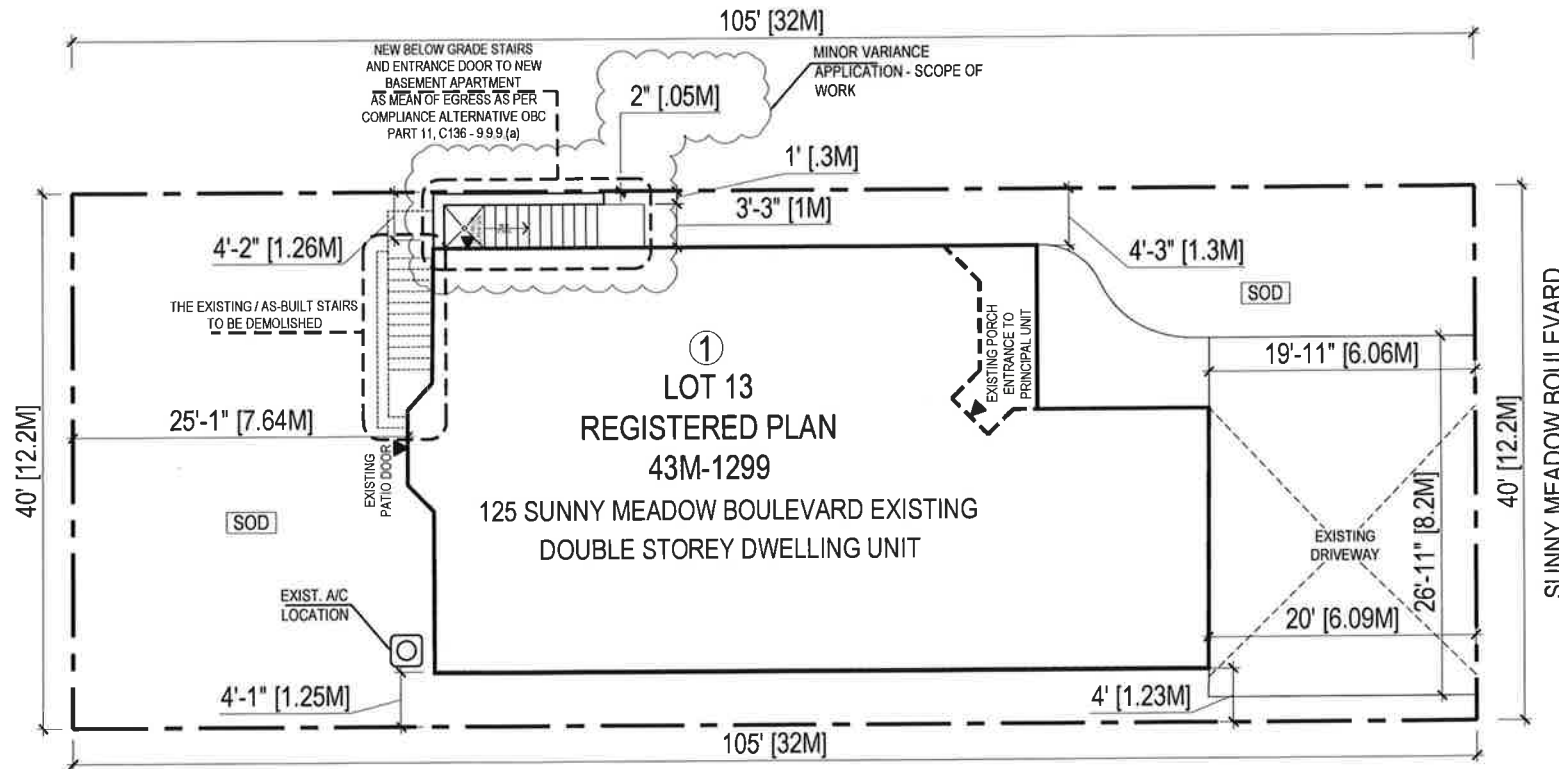 105' [32M]
NEW BELOW GRADE STAIRS
AND ENTRANCE DOOR TO NEW
BASEMENT APARTMENT
AS MEAN OF EGRESS AS PER
COMPLIANCE ALTERNATIVE OBC
PART 11, C136 - 9.9.9.(a)
MINOR VARIANCE
APPLICATION - SCOPE OF
WORK
2" [.05M]
1' [.3M]
3'-3" [1M]
4'-2" [1.26M]
4'-3" [1.3M]
THE EXISTING / AS-BUILT STAIRS
TO BE DEMOLISHED
SOD
EXISTING PORCH
ENTRANCE TO
PRINCIPAL UNIT
19'-11" [6.06M]
1
LOT 13
REGISTERED PLAN
43M-1299
125 SUNNY MEADOW BOULEVARD EXISTING
DOUBLE STOREY DWELLING UNIT
25'-1" [7.64M]
40' [12.2M]
EXISTING
PATIO DOOR
SOD
EXIST. A/C
LOCATION
EXISTING
DRIVEWAY
26'-11" [8.2M]
20' [6.09M]
40' [12.2M]
SUNNY MEADOW BOULEVARD
4'-1" [1.25M]
4' [1.23M]
105' [32M]